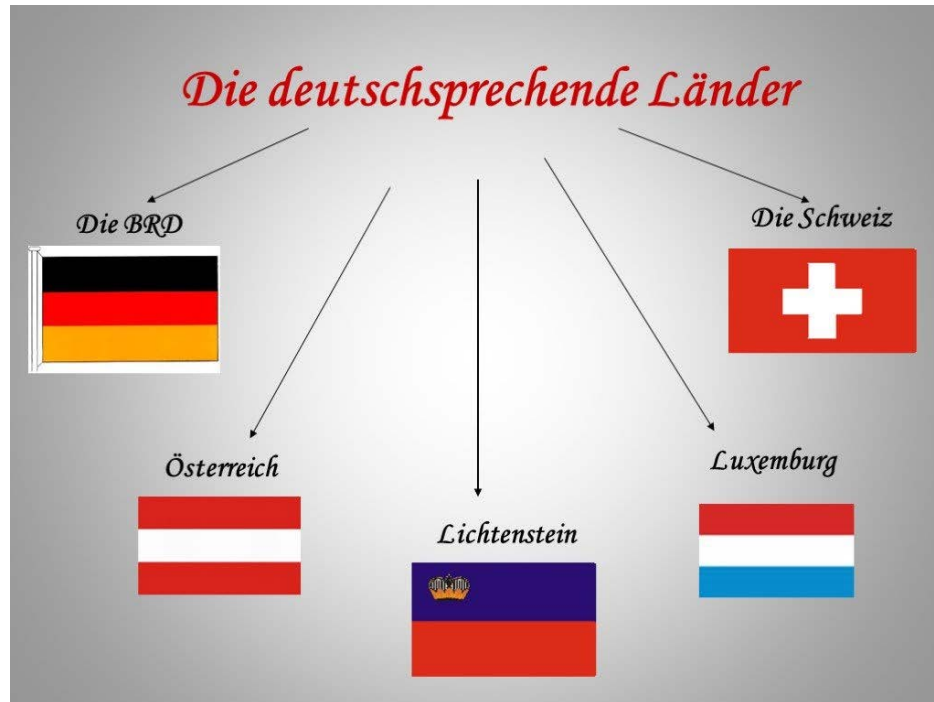 Die deutschsprechende Länder
Die BRD
Die Schweiz
Österreich
Luxemburg
Lichtenstein